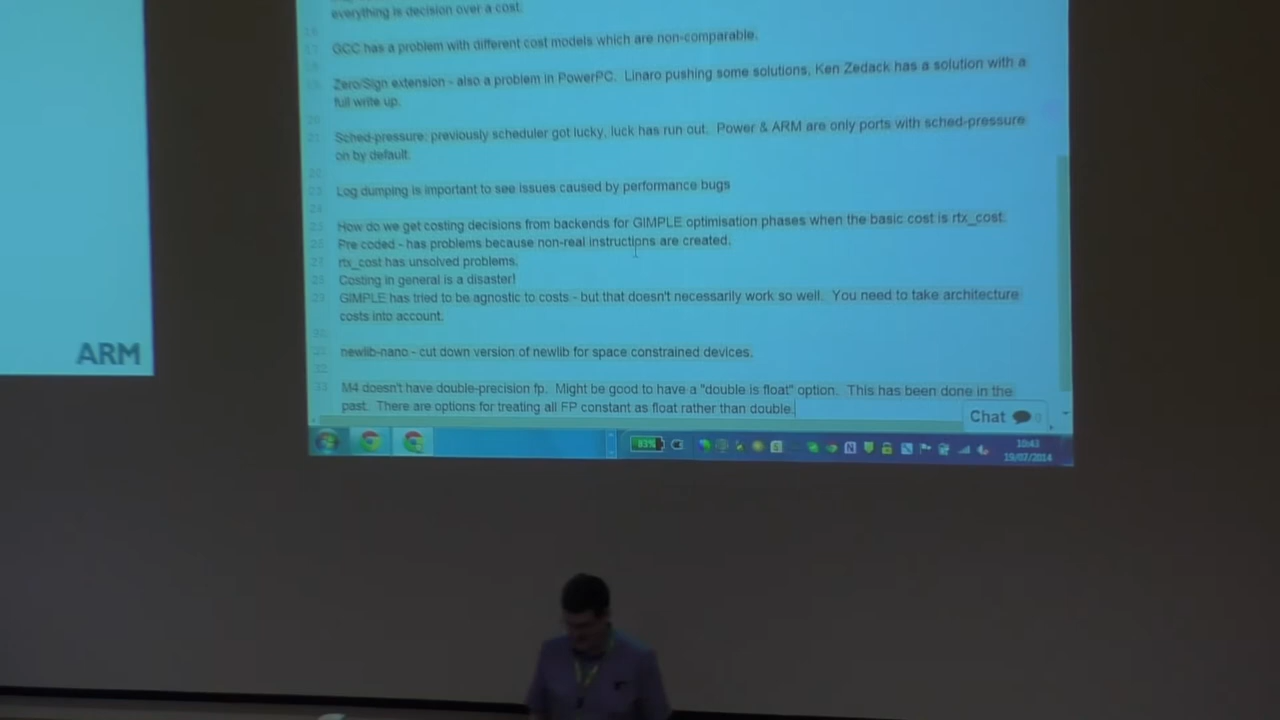 everything is decision over a cost.
GCC has a problem with different cost models which are non-comparable.
Zero/Sign extension - also a problem in PowerPC. Linaro pushing some solutions, Ken Zedack has a solution with a
full write up.
Sched-pressure; previously scheduler got lucky, luck has run out. Power & ARM are only ports with sched-pressure
on by default.
Log dumping is important to see issues caused by performance bugs
How do we get costing decisions from backends for GIMPLE optimisation phases when the basic cost is rtx_cost.
Pre coded - has problems because non-real instructions are created.
rtx_cost has unsolved problems.
Costing in general is a disaster!
GIMPLE has tried to be agnostic to costs - but that doesn't necessarily work so well. You need to take architecture
costs into account.
newlib-nano - cut down version of newlib for space constrained devices.
33 M4 doesn't have double-precision fp. Might be good to have a "double is float" option. This has been done in the
past. There are options for treating all FP constant as float rather than double.
ARM
Chat 0
83%
10:43
19/07/2014